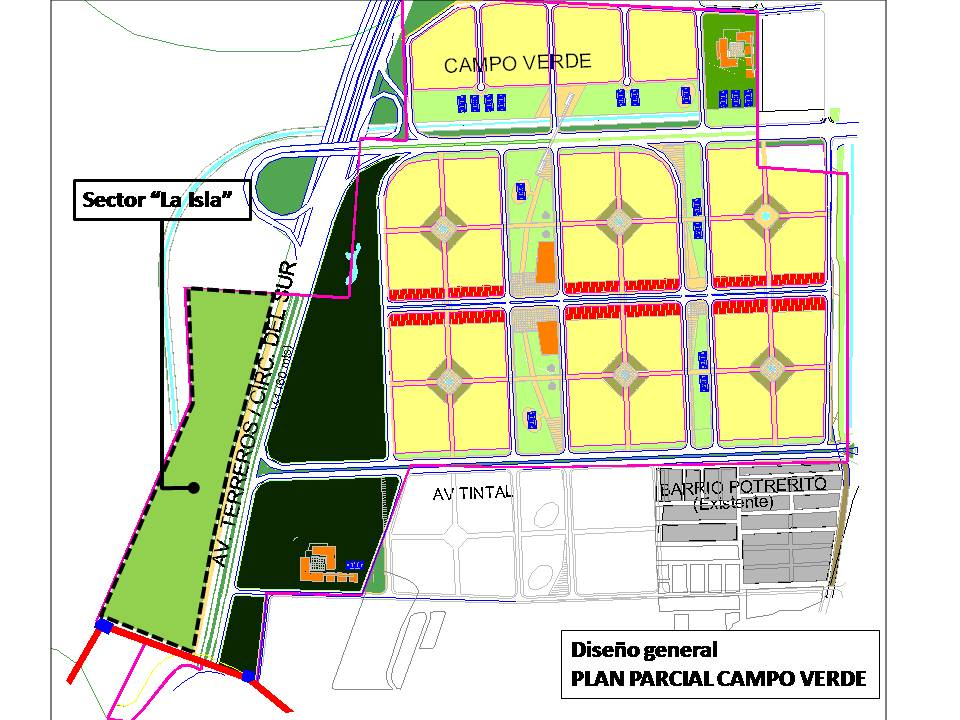 CAMPO VERDE
Sector “La Isla”
AV TERREROS / CIRC. DEL SUR
AV TINTAL
BARRIO POTRERITO
(Existente)
Diseño general
PLAN PARCIAL CAMPO VERDE